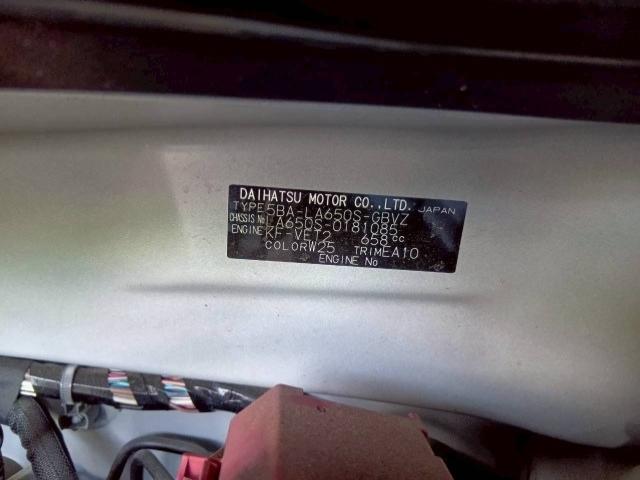 DAIHATSU MOTOR CO.,LTD. JAPAN
TYPE 5BA-LA650S-GBVZ
CHASSIS No LA650S-0181085
ENGINE KF-VET2 658cc
COLOR W25 TRIM EA10
ENGINE No